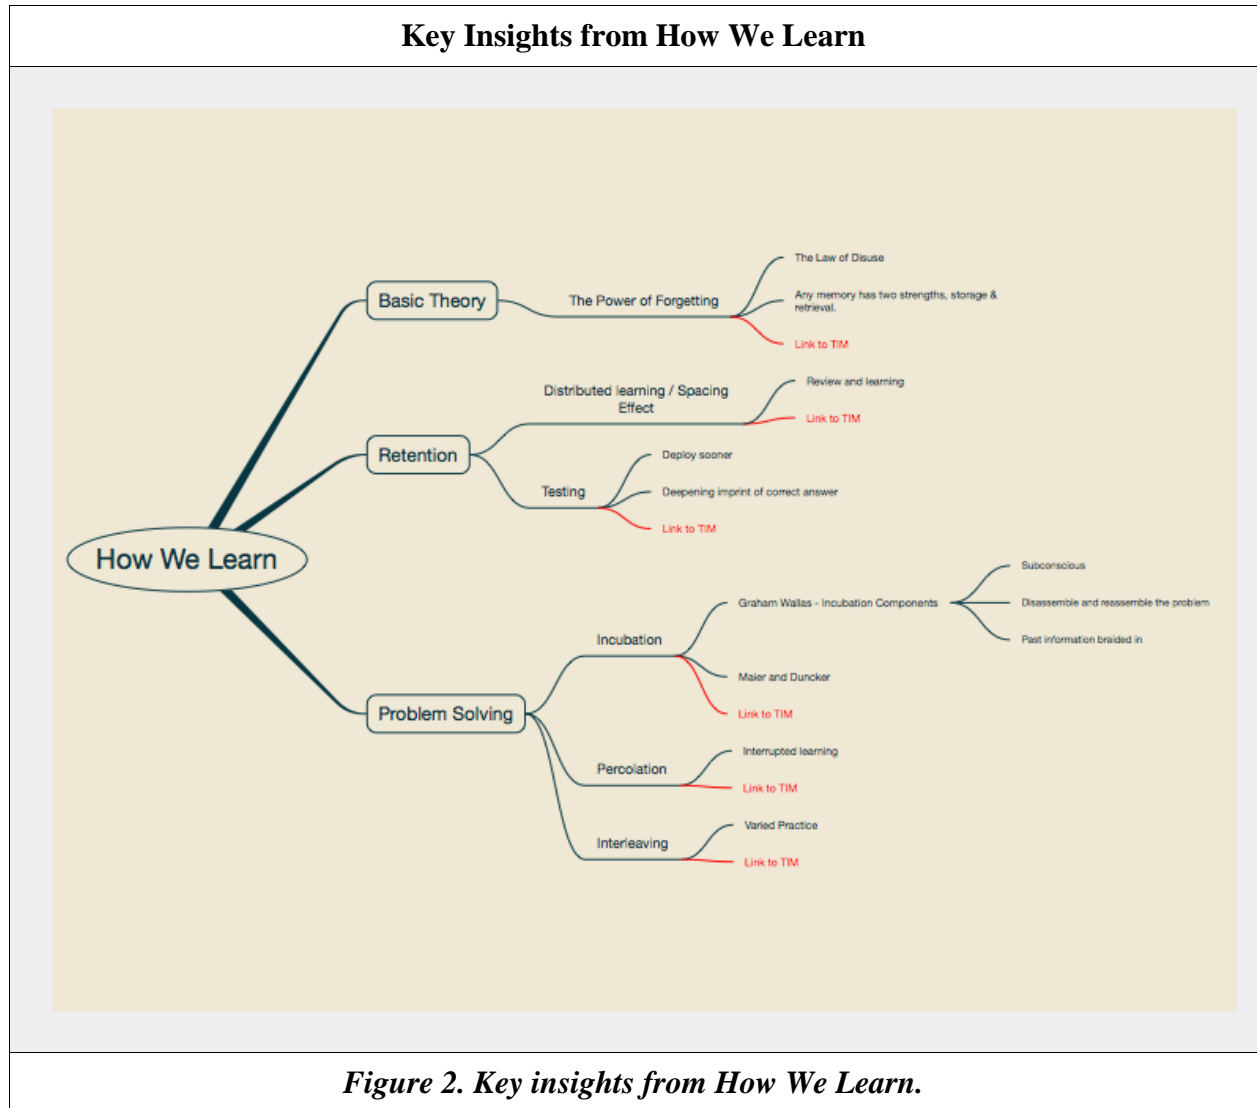 Key Insights from How We Learn
How We Learn
Basic Theory
The Power of Forgetting
The Law of Disuse
Any memory has two strengths, storage &
retrieval.
Link to TIM
Retention
Distributed learning / Spacing
Effect
Review and learning
Link to TIM
Testing
Deploy sooner
Deepening imprint of correct answer
Link to TIM
Problem Solving
Incubation
Graham Wallas - Incubation Components
Subconscious
Disassemble and reassemble the problem
Past information braided in
Maier and Duncker
Link to TIM
Percolation
Interrupted learning
Link to TIM
Interleaving
Varied Practice
Link to TIM
Figure 2. Key insights from How We Learn.